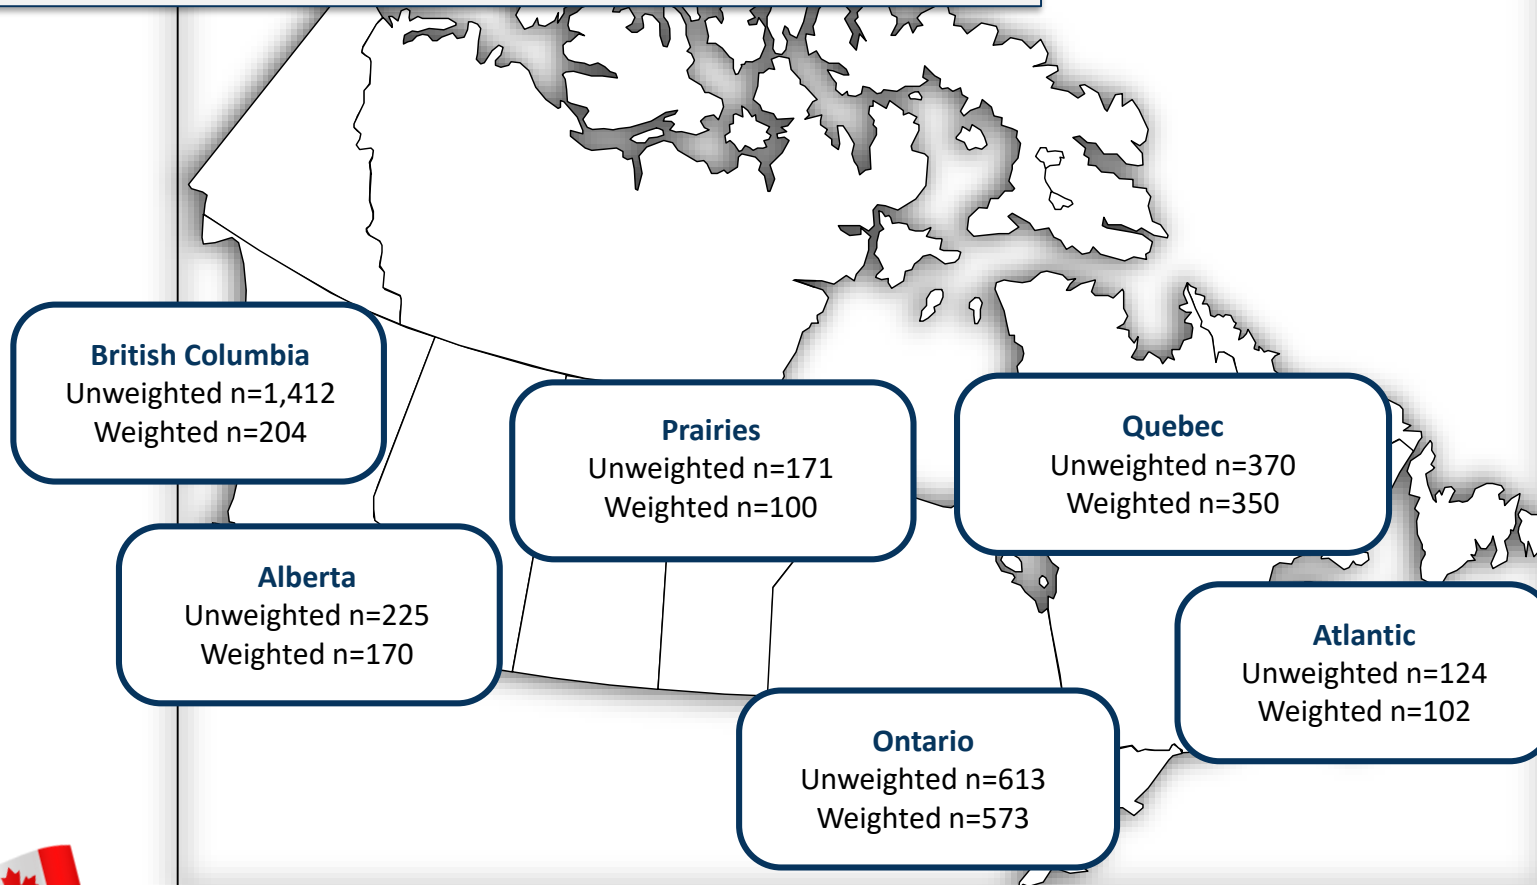 British Columbia
Unweighted n=1,412
Weighted n=204
Prairies
Unweighted n=171
Weighted n=100
Quebec
Unweighted n=370
Weighted n=350
Alberta
Unweighted n=225
Weighted n=170
Atlantic
Unweighted n=124
Weighted n=102
Ontario
Unweighted n=613
Weighted n=573